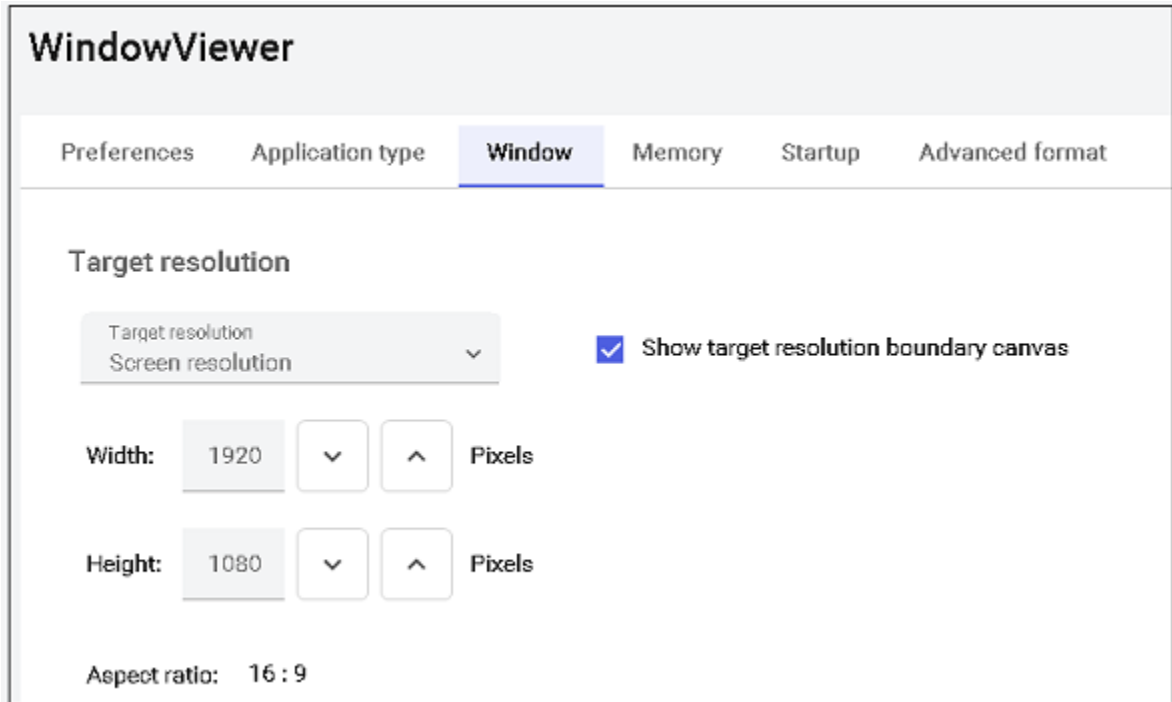 WindowViewer
Preferences Application type Window Memory Startup Advanced format
Target resolution
Target resolution
Screen resolution
Show target resolution boundary canvas
Width: 1920 Pixels
Height: 1080 Pixels
Aspect ratio: 16:9